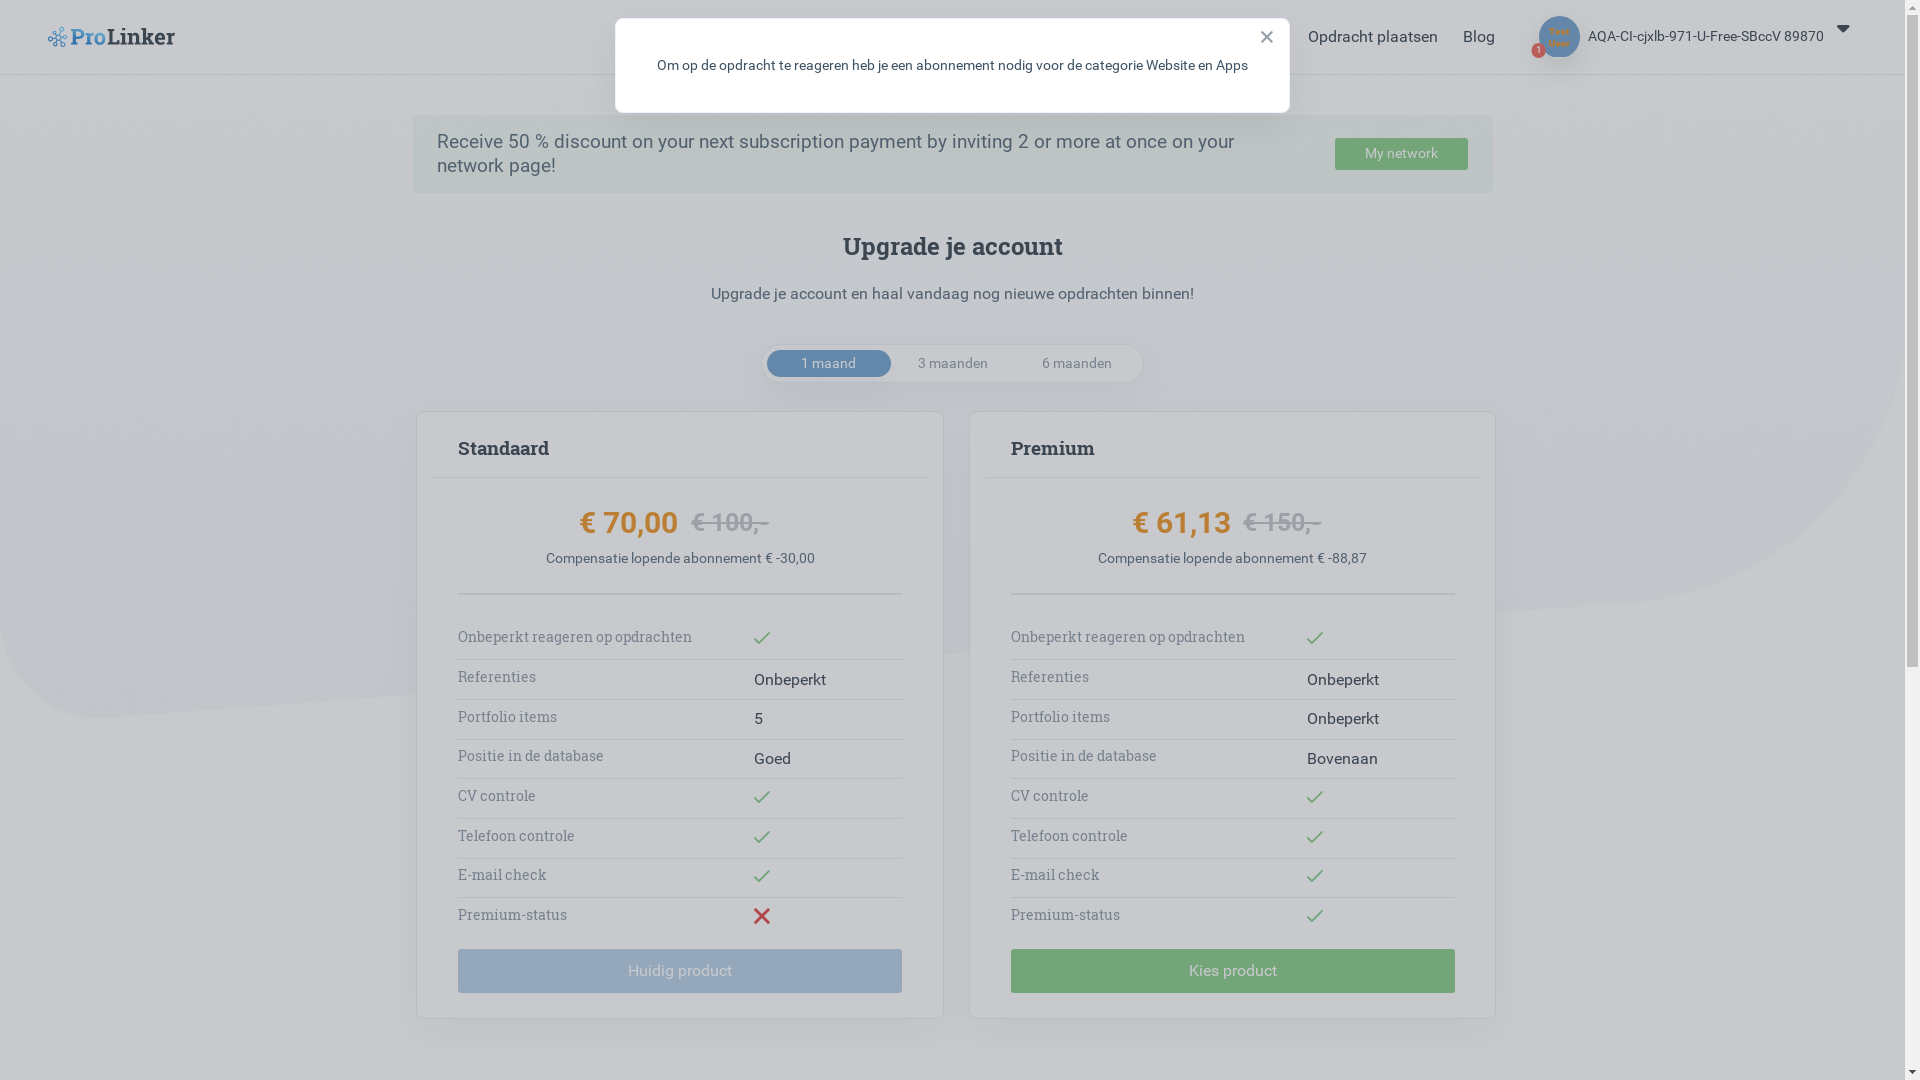 ProLinker
Opdracht plaatsen
Blog
1
AQA-CI-cjxlb-971-U-Free-SBccV 89870
Om op de opdracht te reageren heb je een abonnement nodig voor de categorie Website en Apps
Receive 50 % discount on your next subscription payment by inviting 2 or more at once on your
network page!
My network
Upgrade je account
Upgrade je account en haal vandaag nog nieuwe opdrachten binnen!
1 maand
3 maanden
6 maanden
Standaard
€ 70,00 € 100,-
Compensatie lopende abonnement € -30,00
Onbeperkt reageren op opdrachten
Referenties Onbeperkt
Portfolio items 5
Positie in de database Goed
CV controle
Telefoon controle
E-mail check
Premium-status
Huidig product
Premium
€ 61,13 € 150,-
Compensatie lopende abonnement € -88,87
Onbeperkt reageren op opdrachten
Referenties Onbeperkt
Portfolio items Onbeperkt
Positie in de database Bovenaan
CV controle
Telefoon controle
E-mail check
Premium-status
Kies product